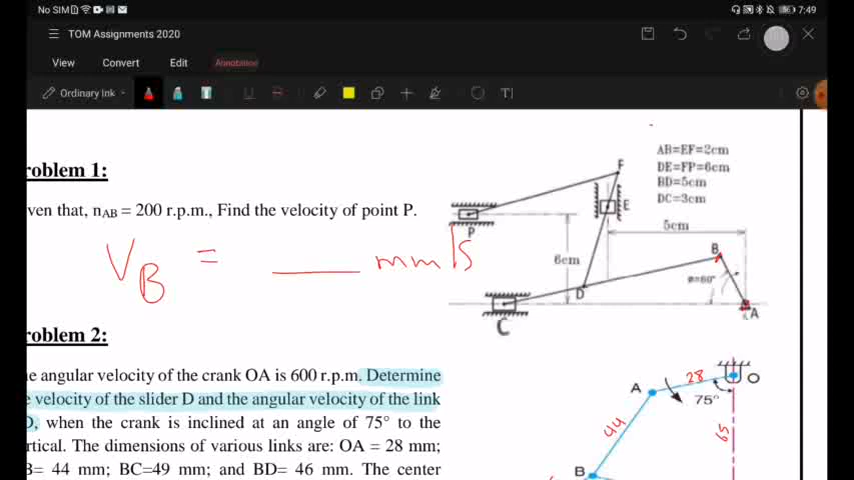 No SIM
7:49
TOM Assignments 2020
View Convert Edit Annotation
Ordinary Ink
roblem 1:
ven that, nAB = 200 r.p.m., Find the velocity of point P.
VB = ___ mm/s
AB=EF=2cm
DE=FP=6cm
BD=5cm
DC=3cm
F
E
P
5cm
6cm
B
ø=60°
D
A
C
roblem 2:
e angular velocity of the crank OA is 600 r.p.m. Determine
e velocity of the slider D and the angular velocity of the link
D, when the crank is inclined at an angle of 75° to the
rtical. The dimensions of various links are: OA = 28 mm;
B= 44 mm; BC=49 mm; and BD= 46 mm. The center
A
28
O
75°
44
65
B